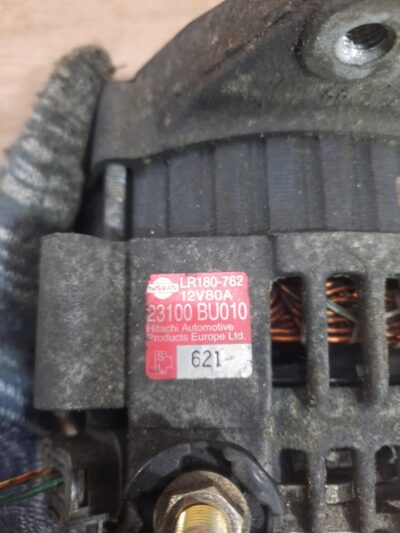 NISSAN LR180-762
12V80A
23100 BU010
Hitachi Automotive
Products Europe Ltd.
S
L 621